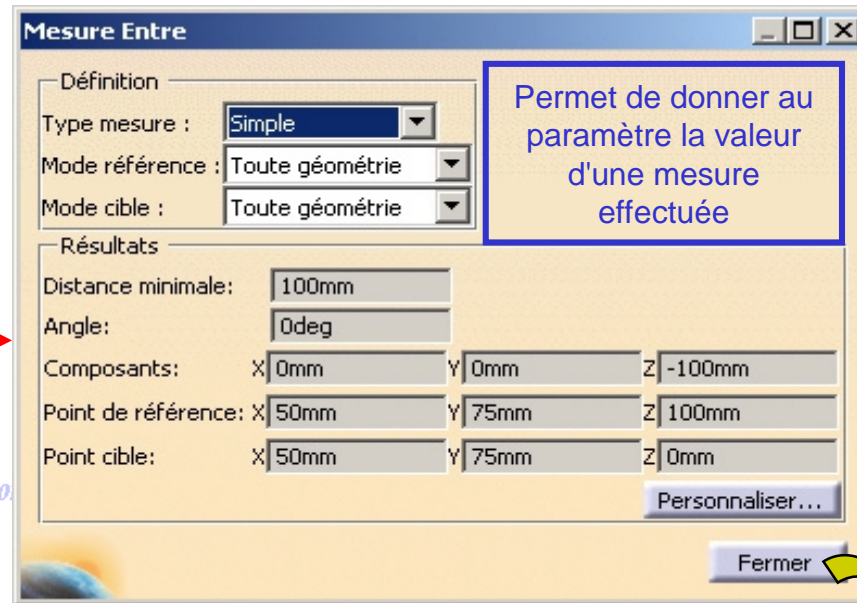 Mesure Entre
Définition
Type mesure : Simple
Mode référence : Toute géométrie
Mode cible : Toute géométrie
Permet de donner au
paramètre la valeur
d'une mesure
effectuée
Résultats
Distance minimale: 100mm
Angle: 0deg
Composants: X 0mm Y 0mm Z -100mm
Point de référence: X 50mm Y 75mm Z 100mm
Point cible: X 50mm Y 75mm Z 0mm
Personnaliser...
Fermer